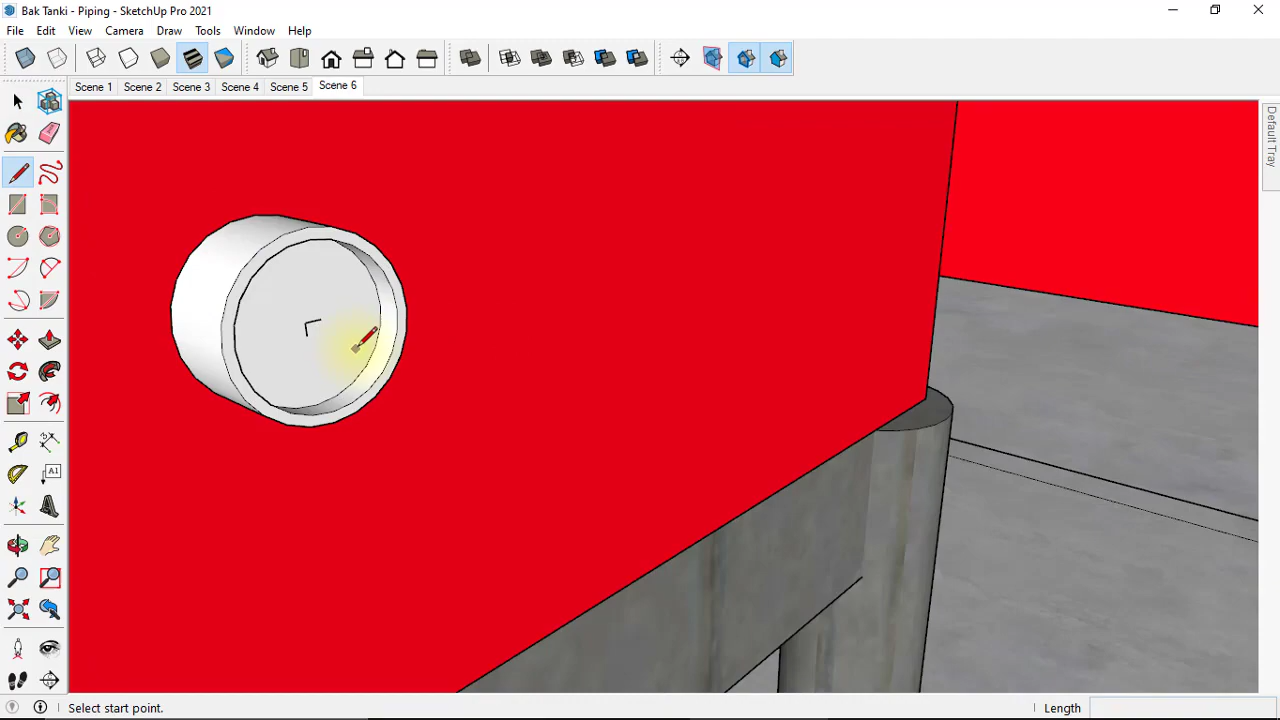 Bak Tanki - Piping - SketchUp Pro 2021
File Edit View Camera Draw Tools Window Help
Scene 1 Scene 2 Scene 3 Scene 4 Scene 5 Scene 6
Default Tray
A1
Select start point.
Length